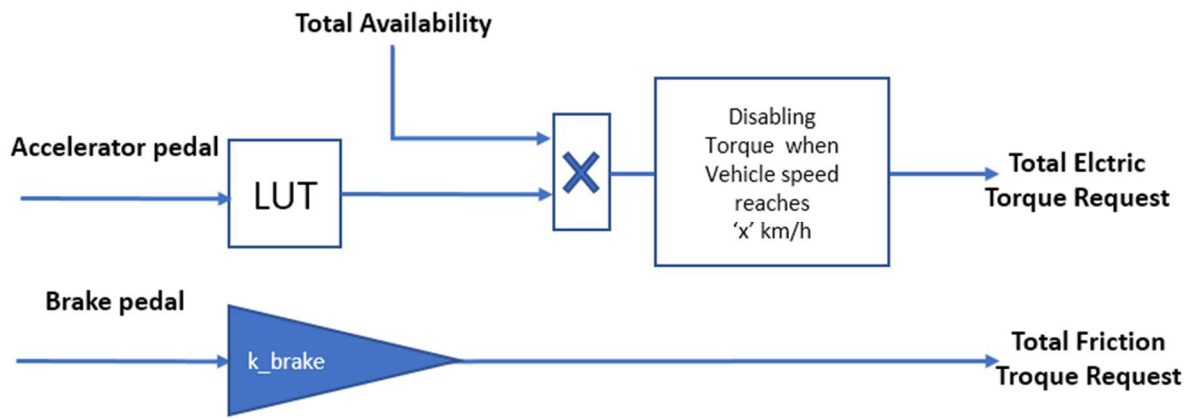 Total Availability
Accelerator pedal
LUT
X
Disabling
Torque when
Vehicle speed
reaches
‘x’ km/h
Total Elctric
Torque Request
Brake pedal
k_brake
Total Friction
Troque Request